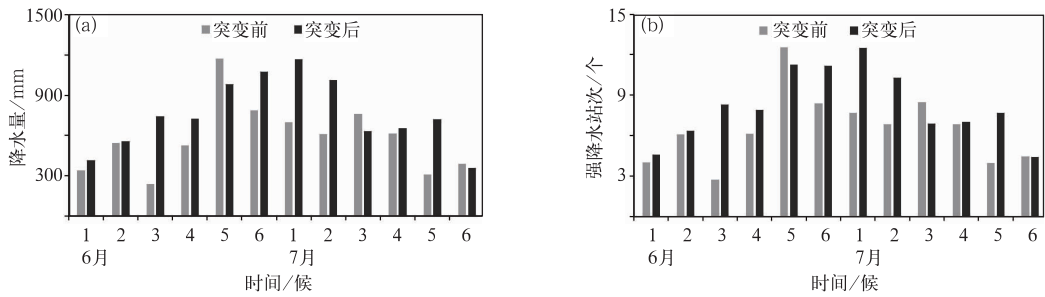 (a)
突变前 突变后
1500
900
300
降水量/mm
1 2 3 4 5 6 1 2 3 4 5 6
6月 7月
时间/候
(b)
突变前 突变后
15
9
3
强降水站次/个
1 2 3 4 5 6 1 2 3 4 5 6
6月 7月
时间/候